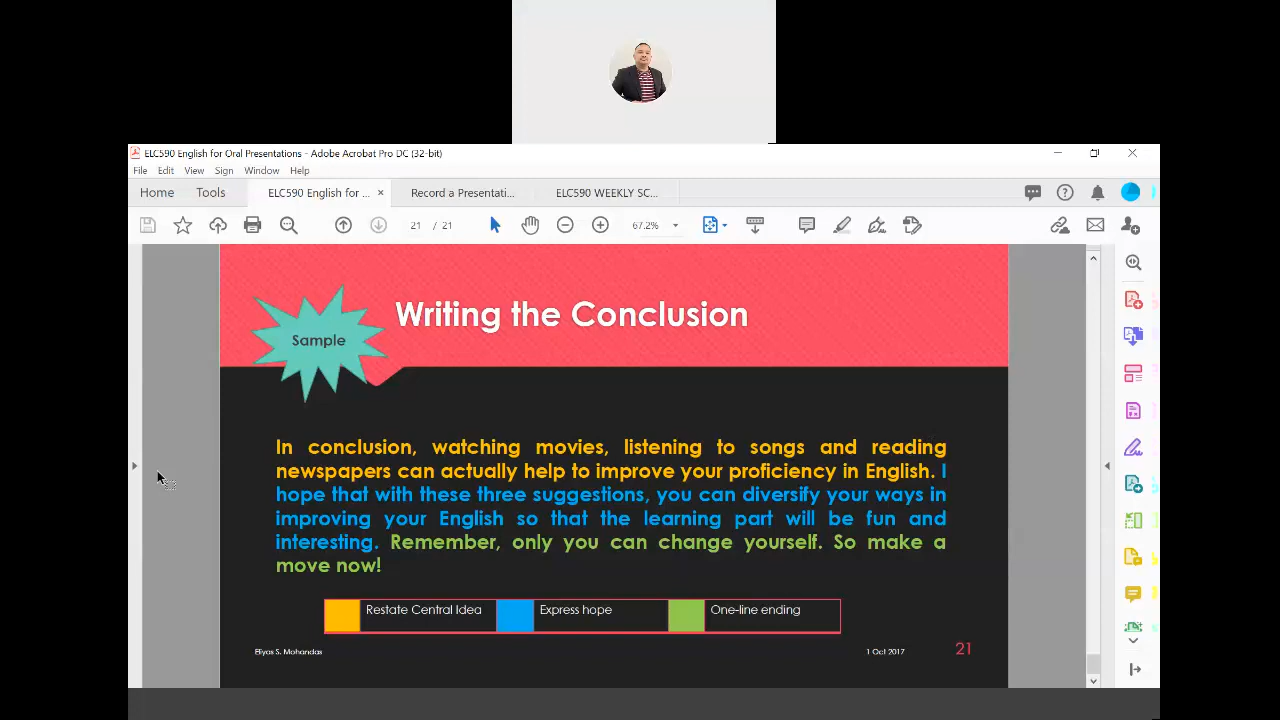 ELC590 English for Oral Presentations - Adobe Acrobat Pro DC (32-bit)
File Edit View Sign Window Help
Home Tools ELC590 English for ... × Record a Presentati... ELC590 WEEKLY SC...
21 / 21 67.2%
Writing the Conclusion
Sample
In conclusion, watching movies, listening to songs and reading
newspapers can actually help to improve your proficiency in English. I
hope that with these three suggestions, you can diversify your ways in
improving your English so that the learning part will be fun and
interesting. Remember, only you can change yourself. So make a
move now!
Restate Central Idea Express hope One-line ending
Eliyas S. Mohandas 1 Oct 2017 21